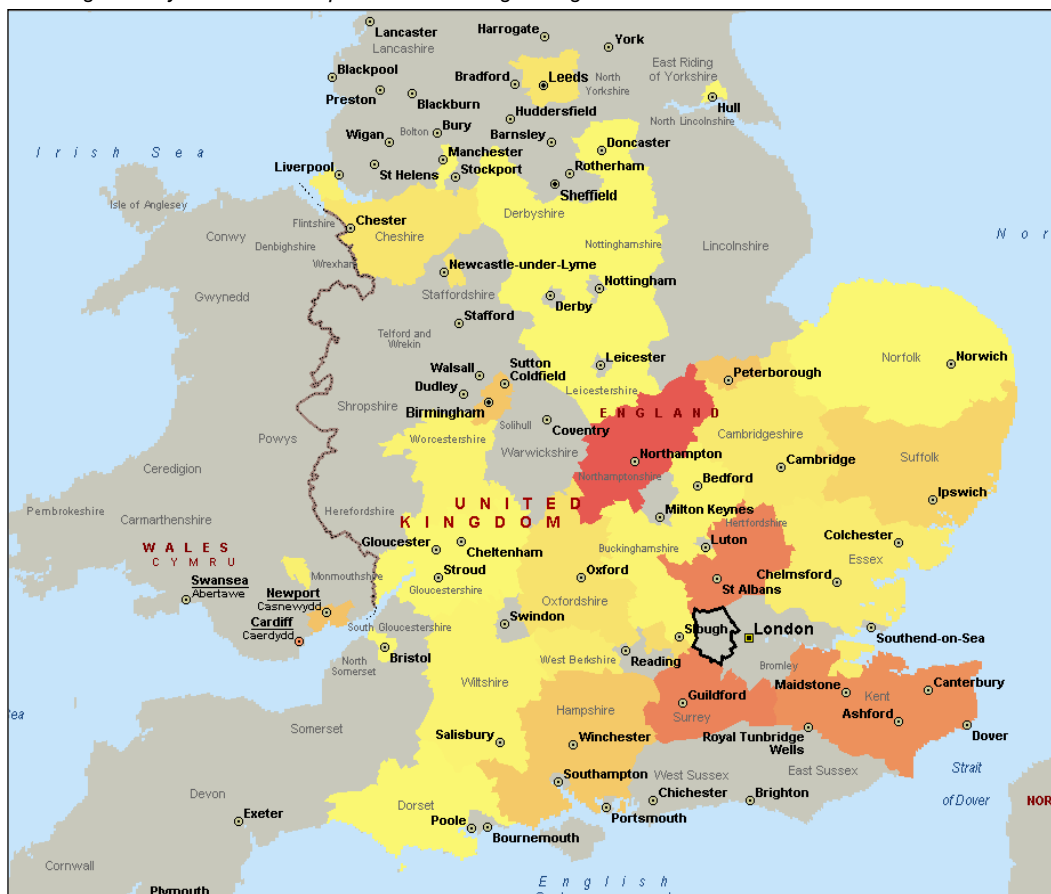 Lancaster
Lancashire
Harrogate
York
Blackpool
Bradford
Leeds
North
Yorkshire
East Riding
of Yorkshire
Preston
Blackburn
Hull
North Lincolnshire
Huddersfield
Wigan
Bolton
Bury
Barnsley
Doncaster
Irish Sea
Manchester
Liverpool
St Helens
Stockport
Rotherham
Sheffield
Isle of Anglesey
Flintshire
Chester
Cheshire
Derbyshire
Conwy
Denbighshire
Wrexham
Nottinghamshire
Lincolnshire
Nor
Newcastle-under-Lyme
Gwynedd
Staffordshire
Nottingham
Derby
Stafford
Telford and
Wrekin
Walsall
Sutton
Coldfield
Leicester
Norfolk
Norwich
Dudley
Leicestershire
Peterborough
Shropshire
Birmingham
ENGLAND
Solihull
Coventry
Cambridgeshire
Powys
Worcestershire
Warwickshire
Northampton
Cambridge
Suffolk
Ceredigion
Northamptonshire
Bedford
Ipswich
Pembrokeshire
Herefordshire
UNITED
KINGDOM
Milton Keynes
Carmarthenshire
Hertfordshire
Colchester
WALES
CYMRU
Gloucester
Cheltenham
Buckinghamshire
Luton
Essex
Monmouthshire
Stroud
Oxford
St Albans
Chelmsford
Swansea
Abertawe
Newport
Casnewydd
Gloucestershire
Oxfordshire
Cardiff
Caerdydd
South Gloucestershire
Swindon
Slough
London
Southend-on-Sea
Bristol
North
Somerset
West Berkshire
Reading
Bromley
Wiltshire
Guildford
Surrey
Maidstone
Kent
Canterbury
Sea
Somerset
Hampshire
Ashford
Salisbury
Winchester
Royal Tunbridge
Wells
Dover
Southampton
West Sussex
East Sussex
Strait
of Dover
Devon
Dorset
Chichester
Brighton
NOR
Exeter
Poole
Bournemouth
Portsmouth
Cornwall
Plymouth
English